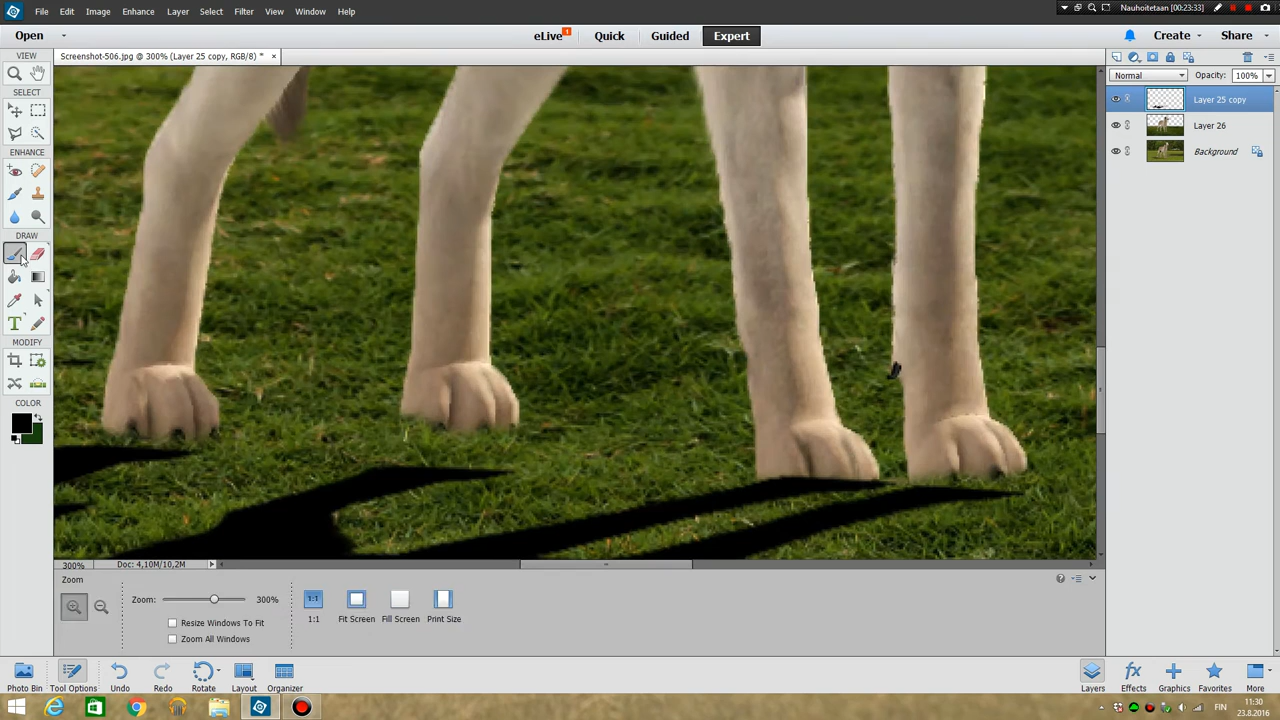 File Edit Image Enhance Layer Select Filter View Window Help
Nauhoitetaan [00:23:33]
Open
eLive 1 Quick Guided Expert
Create Share
VIEW
Screenshot-506.jpg @ 300% (Layer 25 copy, RGB/8) * ×
Normal Opacity: 100%
SELECT
Layer 25 copy
Layer 26
Background
ENHANCE
DRAW
T
MODIFY
COLOR
300% Doc: 4,10M/10,2M
Zoom
Zoom: 300%
1:1
1:1 Fit Screen Fill Screen Print Size
Resize Windows To Fit
Zoom All Windows
Photo Bin Tool Options Undo Redo Rotate Layout Organizer
Layers Effects Graphics Favorites More
FIN
11:30
23.8.2016